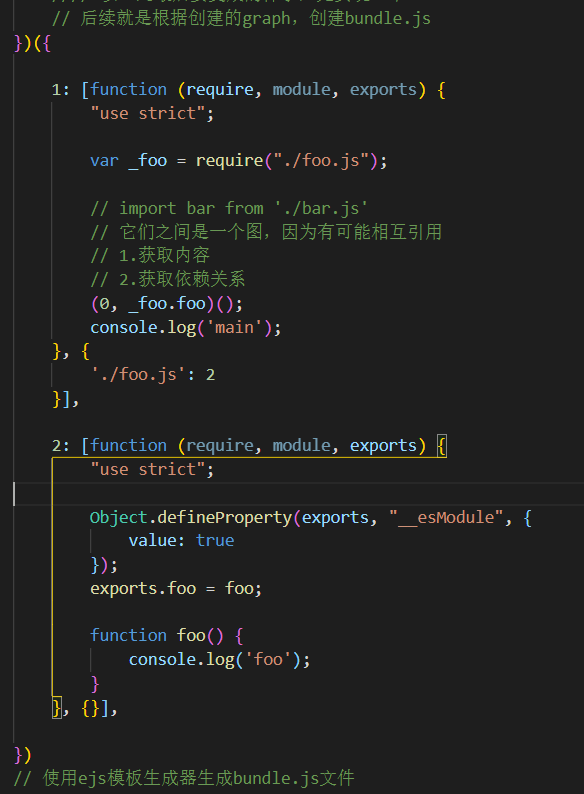 // 后续就是根据创建的graph，创建bundle.js
})({
1: [function (require, module, exports) {
"use strict";
var _foo = require("./foo.js");
// import bar from './bar.js'
// 它们之间是一个图，因为有可能相互引用
// 1.获取内容
// 2.获取依赖关系
(0, _foo.foo)();
console.log('main');
}, {
'./foo.js': 2
}],
2: [function (require, module, exports) {
"use strict";
Object.defineProperty(exports, "__esModule", {
value: true
});
exports.foo = foo;
function foo() {
console.log('foo');
}
}, {}],
})
// 使用ejs模板生成器生成bundle.js文件